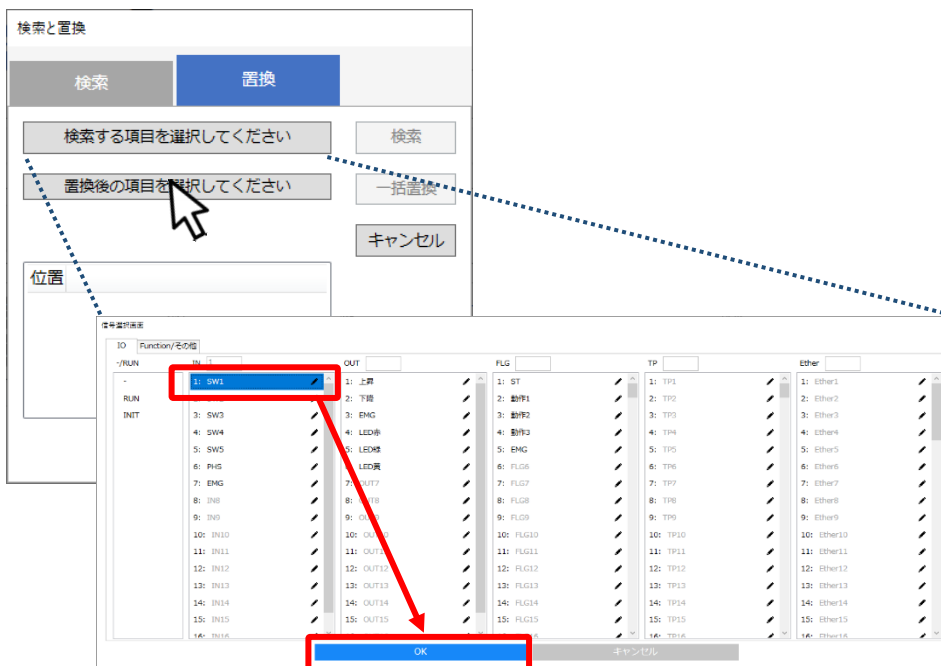 検索と置換
検索 置換
検索する項目を選択してください 検索
置換後の項目を選択してください 一括置換
キャンセル
位置
信号選択画面
IO Function/その他
-/RUN IN 1 OUT FLG TP Ether
- 1: SW1 1: 上昇 1: ST 1: TP1 1: Ether1
RUN 2: 下降 2: 動作1 2: TP2 2: Ether2
INIT 3: SW3 3: EMG 3: 動作2 3: TP3 3: Ether3
4: SW4 4: LED赤 4: 動作3 4: TP4 4: Ether4
5: SW5 5: LED緑 5: EMG 5: TP5 5: Ether5
6: PHS LED黄 6: FLG6 6: TP6 6: Ether6
7: EMG 7: OUT7 7: FLG7 7: TP7 7: Ether7
8: IN8 8: OUT8 8: FLG8 8: TP8 8: Ether8
9: IN9 9: 9: FLG9 9: TP9 9: Ether9
10: IN10 10: OUT10 10: FLG10 10: TP10 10: Ether10
11: IN11 11: 11: FLG11 11: TP11 11: Ether11
12: IN12 12: OUT12 12: FLG12 12: TP12 12: Ether12
13: IN13 13: OUT13 13: FLG13 13: TP13 13: Ether13
14: IN14 14: OUT14 14: FLG14 14: TP14 14: Ether14
15: IN15 15: OUT15 15: FLG15 15: TP15 15: Ether15
16: IN16 16: TP16 16: Ether16
OK キャンセル